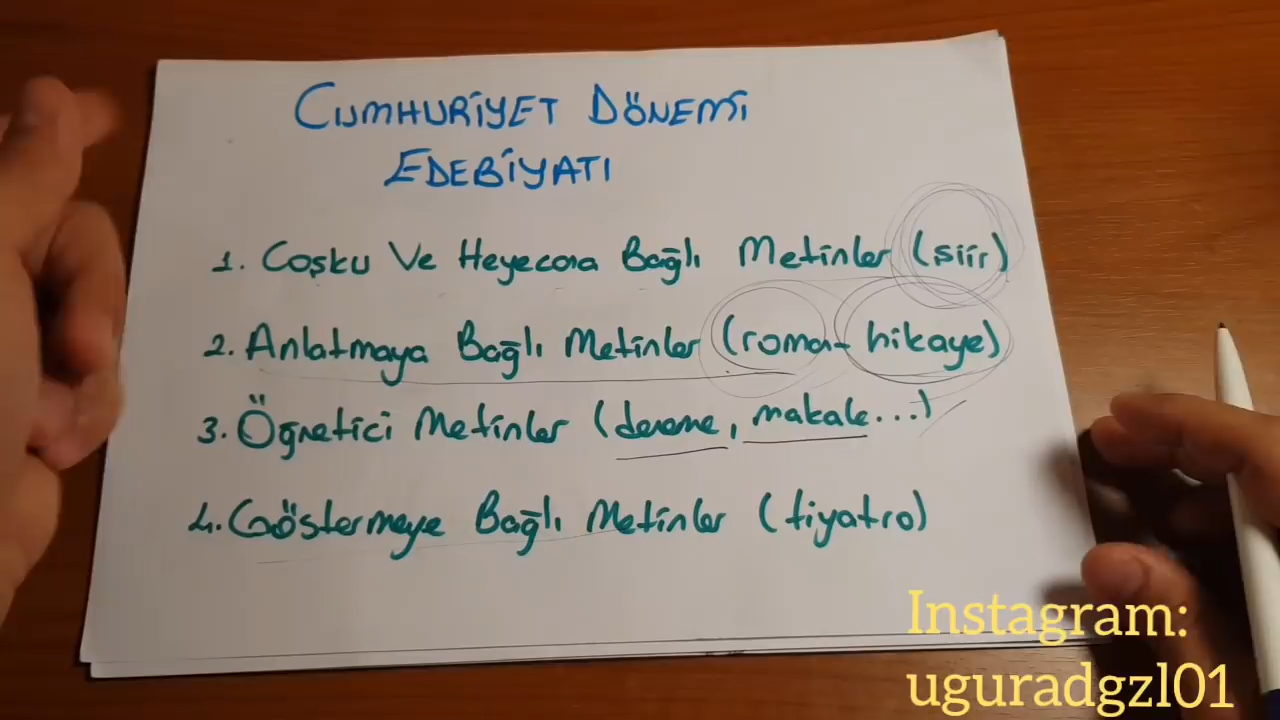 CUMHURİYET DÖNEMİ
EDEBİYATI
1. Coşku Ve Heyecana Bağlı Metinler (şiir)
2. Anlatmaya Bağlı Metinler (roman- hikaye)
3. Öğretici Metinler (deneme, makale...)
4. Göstermeye Bağlı Metinler (tiyatro)
Instagram:
uguradgzl01